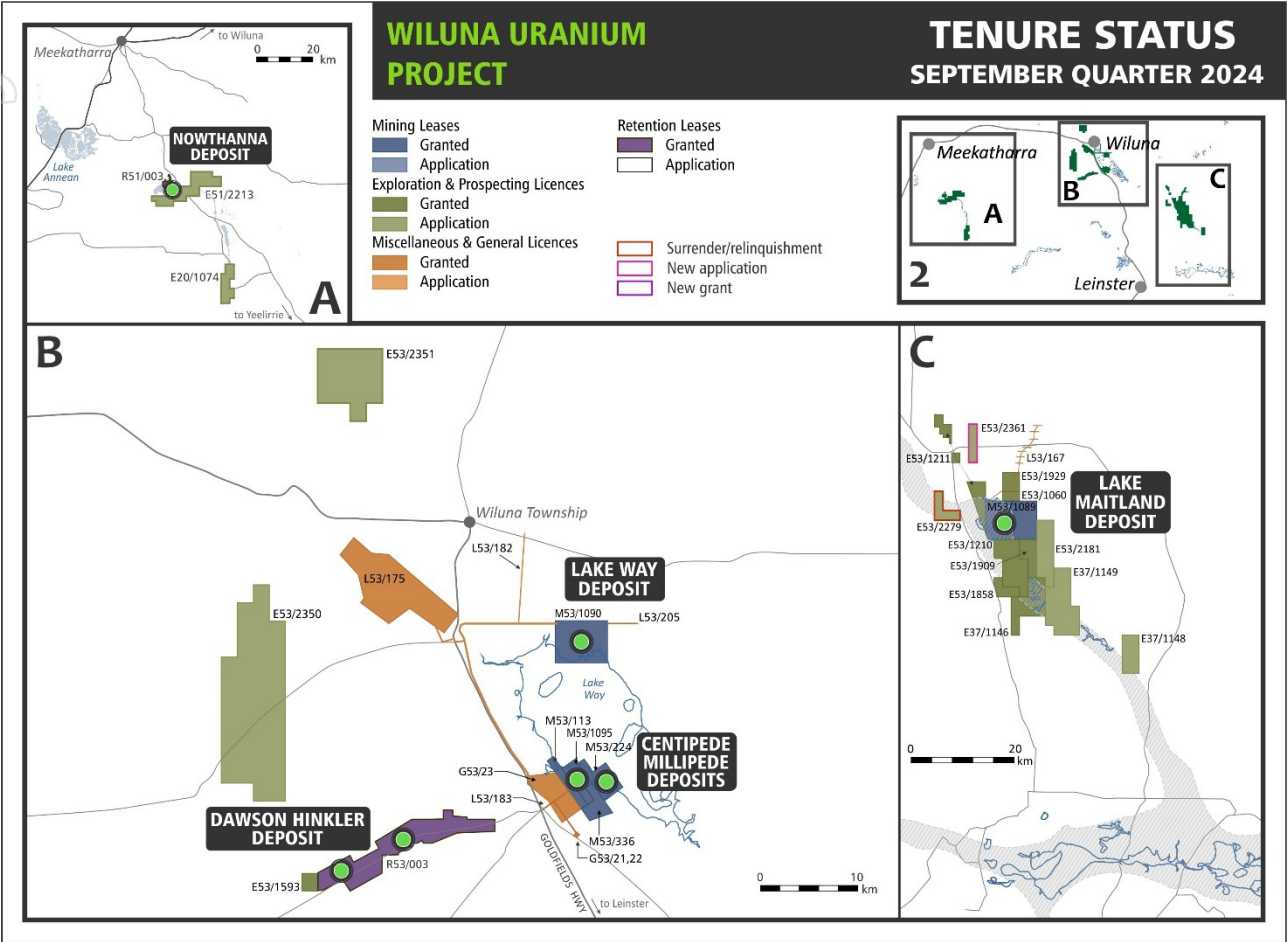 WILUNA URANIUM
PROJECT
TENURE STATUS
SEPTEMBER QUARTER 2024
Mining Leases
Granted
Application
Exploration & Prospecting Licences
Granted
Application
Miscellaneous & General Licences
Granted
Application
Retention Leases
Granted
Application
Surrender/relinquishment
New application
New grant
Meekatharra
to Wiluna
0 20
km
Lake
Annean
NOWTHANNA
DEPOSIT
R51/003
E51/2213
E20/1074
to Yeelirrie
A
Meekatharra
Wiluna
A
B
C
2
Leinster
B
E53/2351
Wiluna Township
L53/182
L53/175
LAKE WAY
DEPOSIT
M53/1090
L53/205
E53/2350
Lake
Way
M53/113
M53/1095
M53/224
CENTIPEDE
MILLIPEDE
DEPOSITS
G53/23
L53/183
DAWSON HINKLER
DEPOSIT
R53/003
E53/1593
M53/336
G53/21,22
GOLDFIELDS HWY
to Leinster
0 10
km
C
E53/2361
E53/1211
L53/167
E53/1929
E53/1060
M53/1089
LAKE
MAITLAND
DEPOSIT
E53/2279
E53/1210
E53/2181
E53/1909
E37/1149
E53/1858
E37/1146
E37/1148
0 20
km